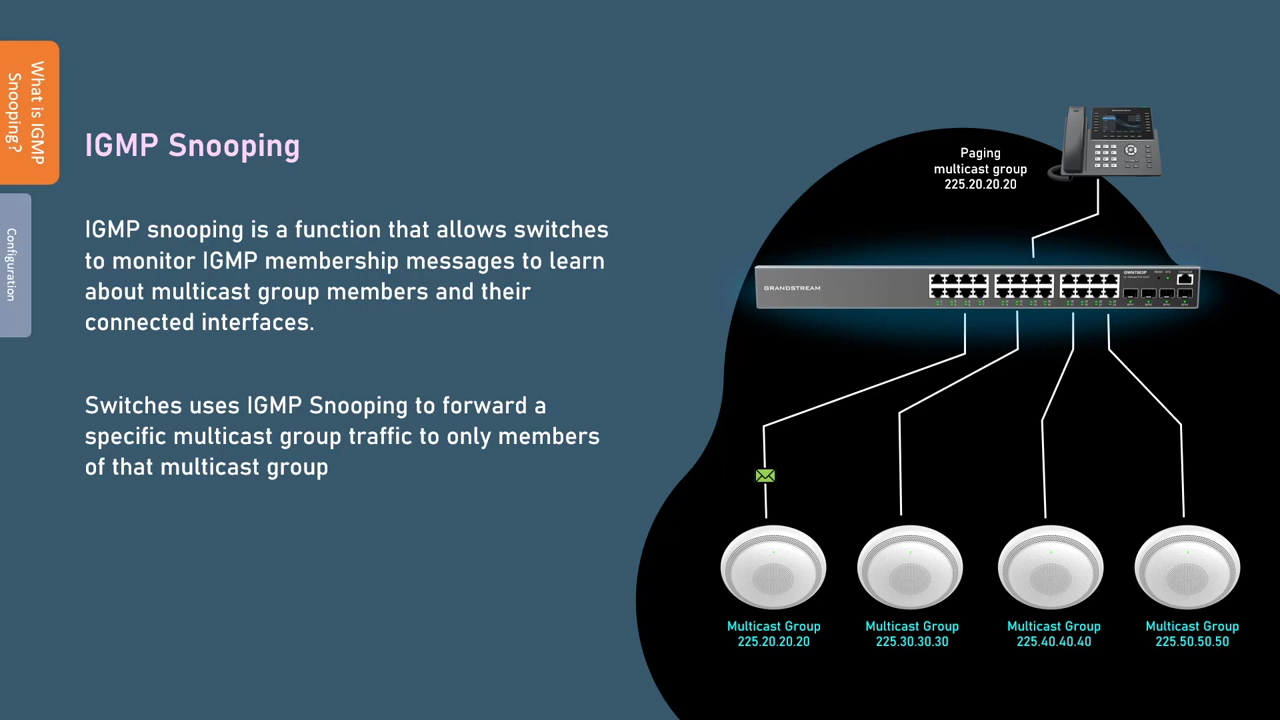 What is IGMP
Snooping?
Configuration
IGMP Snooping
IGMP snooping is a function that allows switches
to monitor IGMP membership messages to learn
about multicast group members and their
connected interfaces.
Switches uses IGMP Snooping to forward a
specific multicast group traffic to only members
of that multicast group
Paging
multicast group
225.20.20.20
GRANDSTREAM
Multicast Group
225.20.20.20
Multicast Group
225.30.30.30
Multicast Group
225.40.40.40
Multicast Group
225.50.50.50